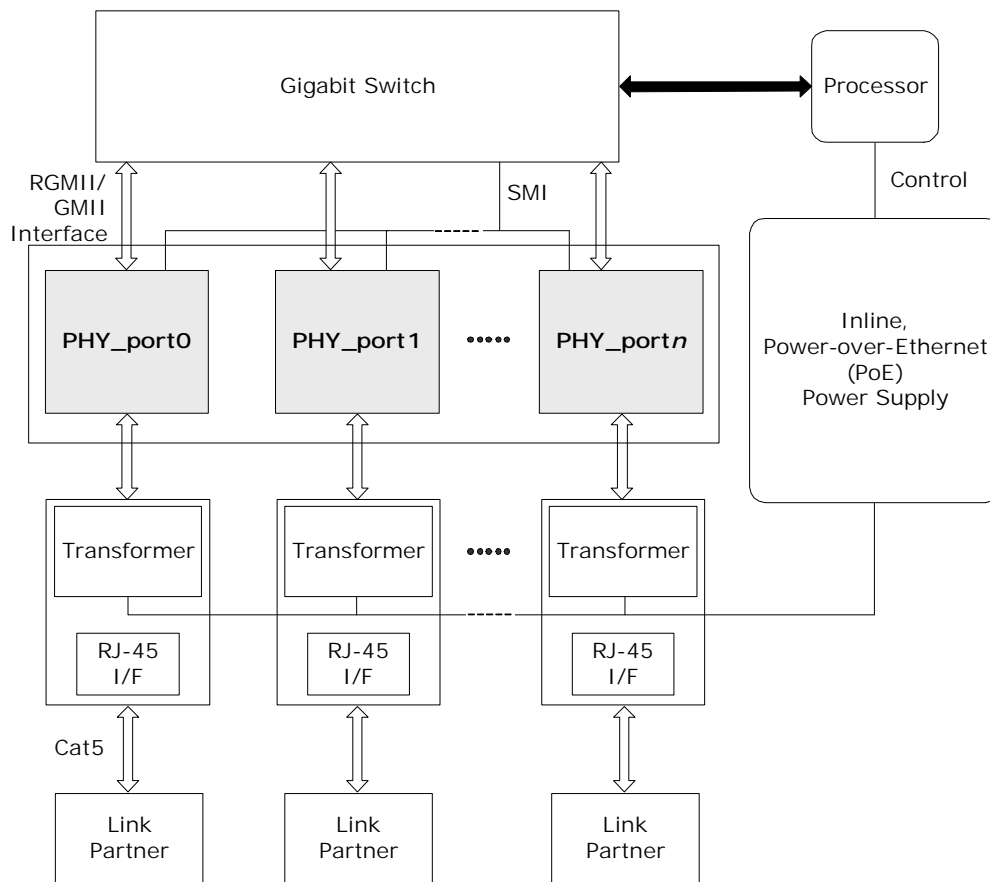 Gigabit Switch
Processor
RGMII/
GMII
Interface
SMI
Control
PHY_port0
PHY_port1
PHY_portn
Inline,
Power-over-Ethernet
(PoE)
Power Supply
Transformer
Transformer
Transformer
RJ-45
I/F
RJ-45
I/F
RJ-45
I/F
Cat5
Link
Partner
Link
Partner
Link
Partner